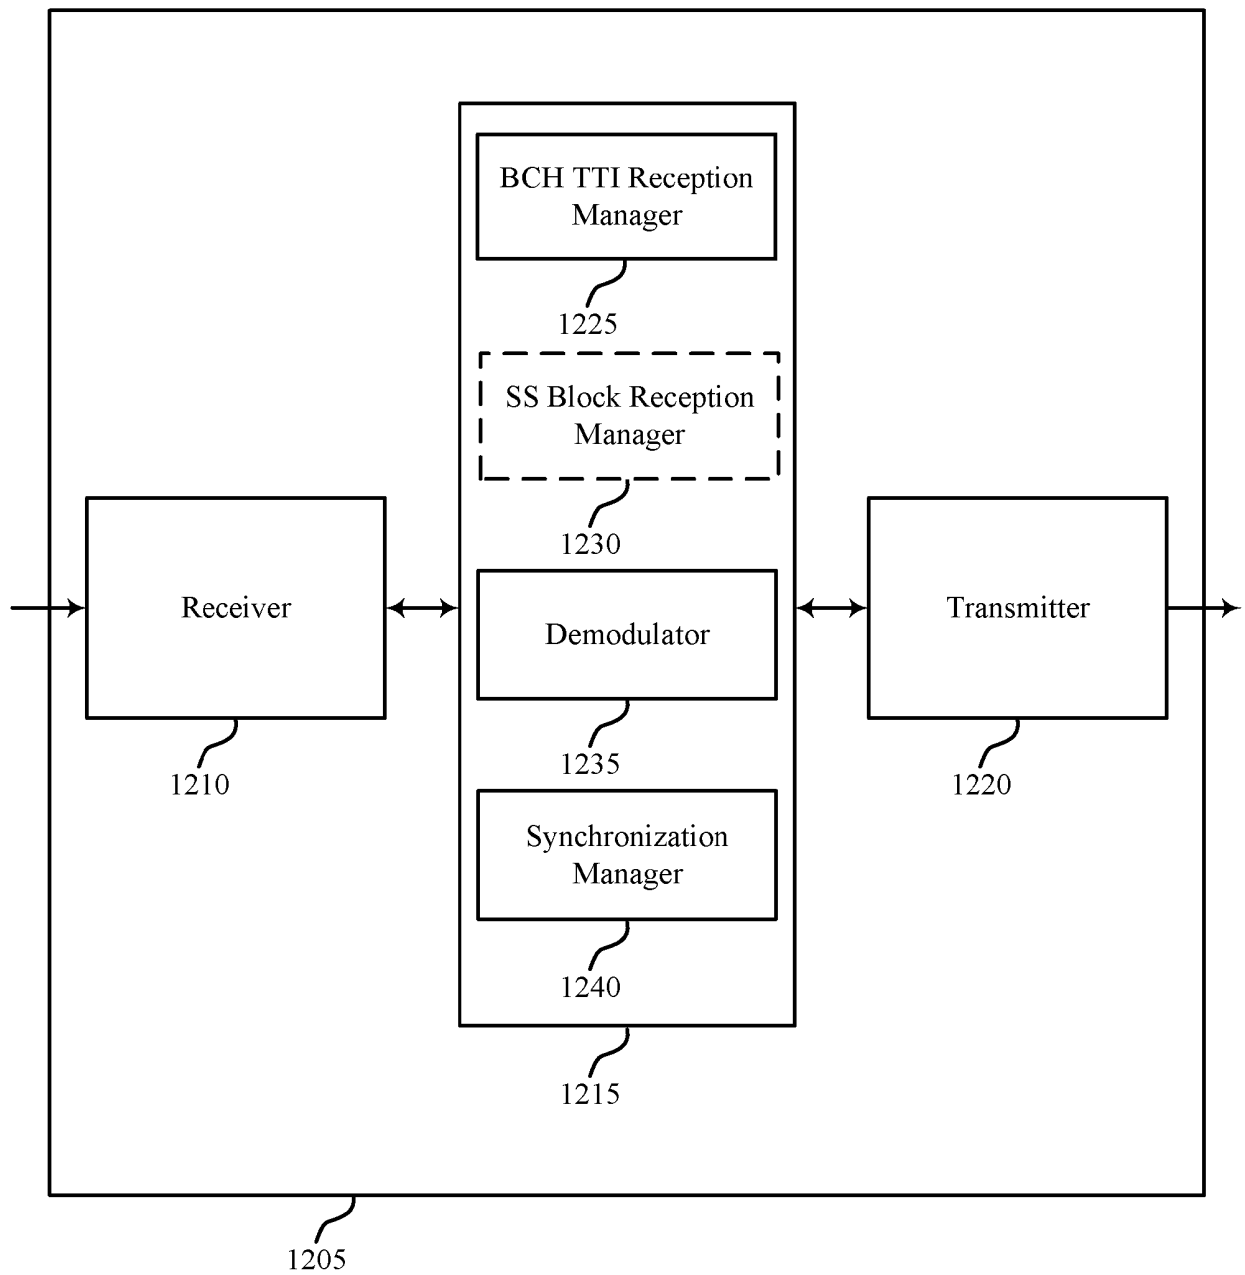 BCH TTI Reception
Manager
1225
SS Block Reception
Manager
1230
Receiver
1210
Demodulator
1235
Transmitter
1220
Synchronization
Manager
1240
1215
1205